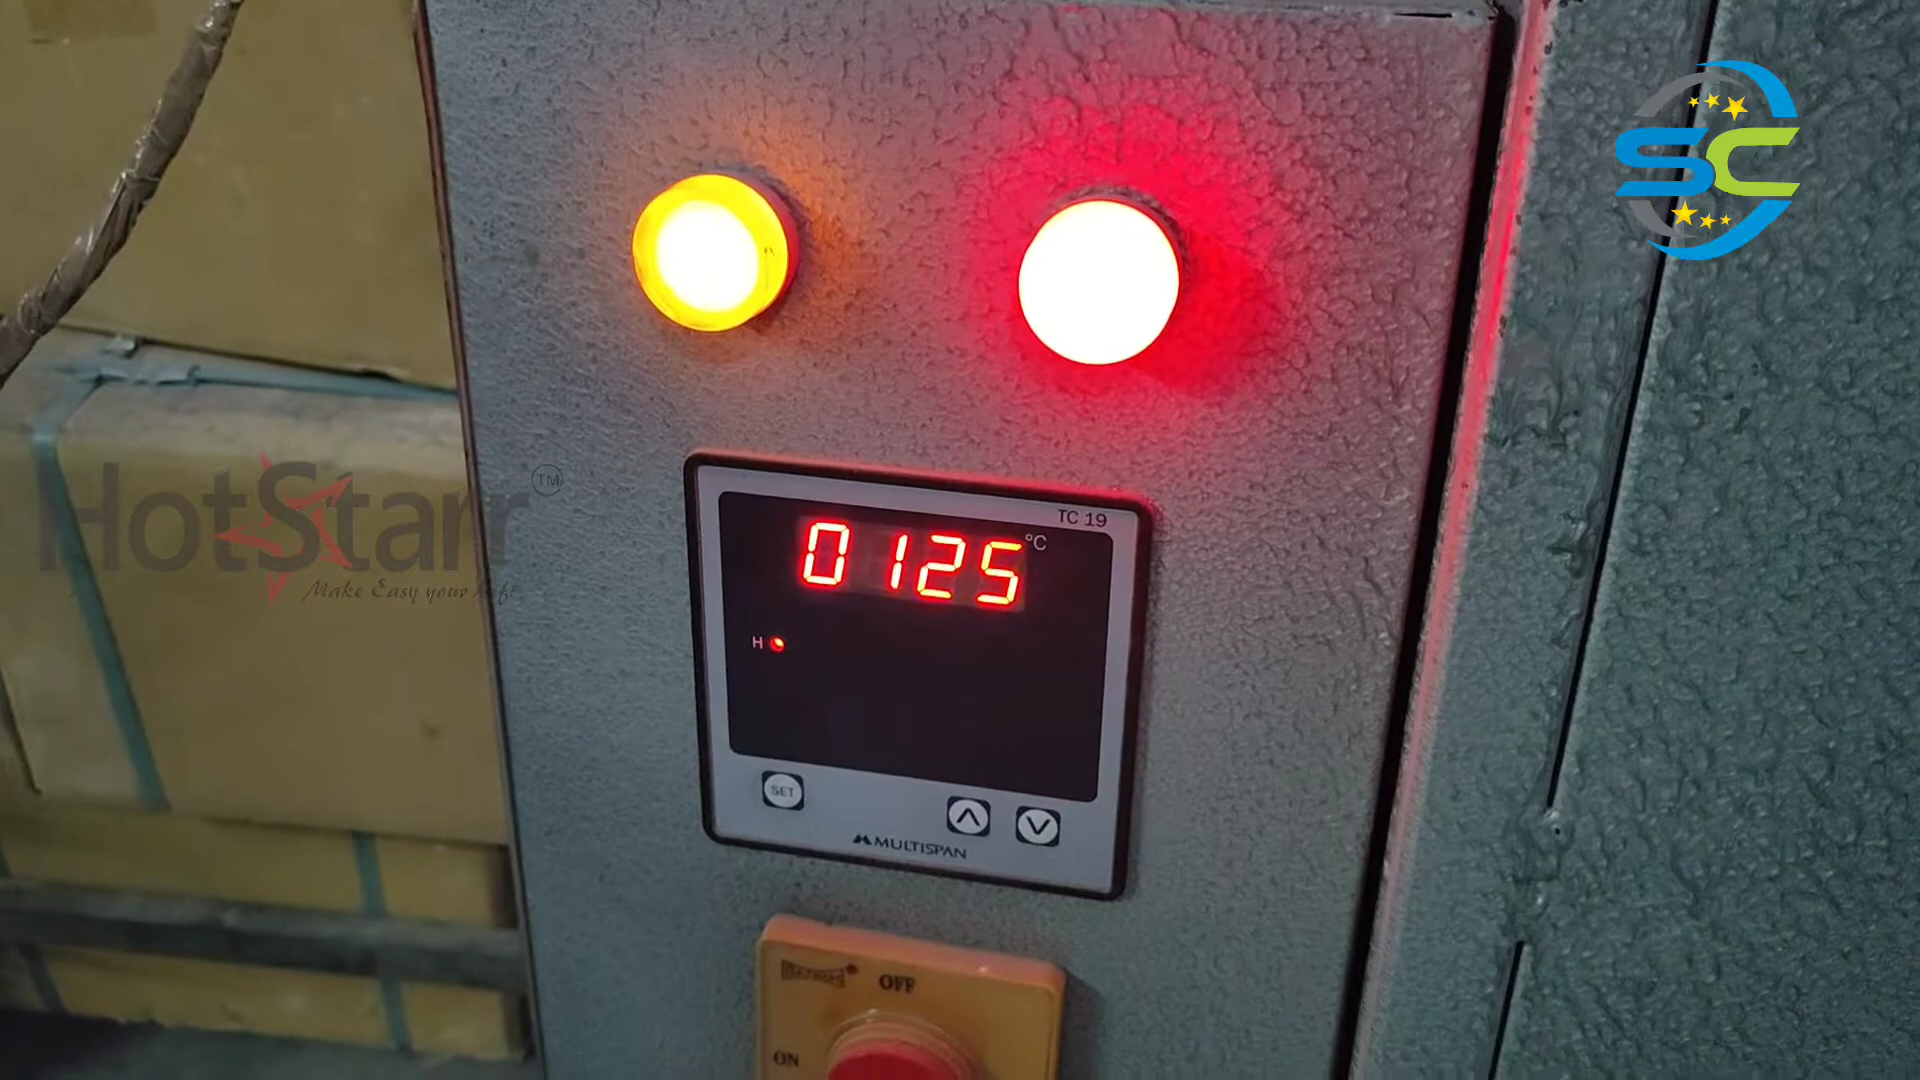 SC
HotStarr TM
Make Easy your life
TC 19
0125 °C
H
SET
MULTISPAN
OFF
ON